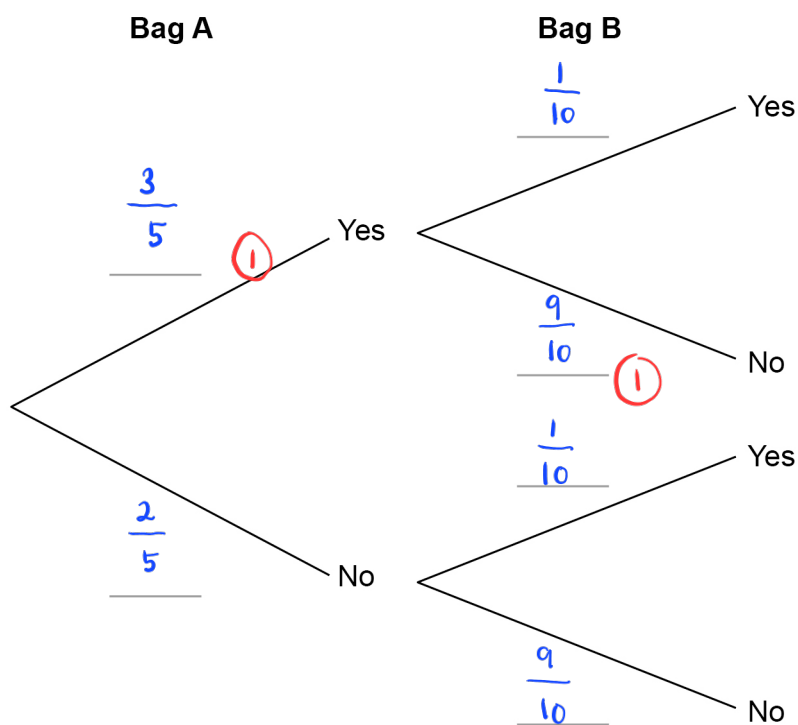 Bag A Bag B
1/10
Yes
3/5
1
Yes
9/10
1
No
1/10
Yes
2/5
No
9/10
No